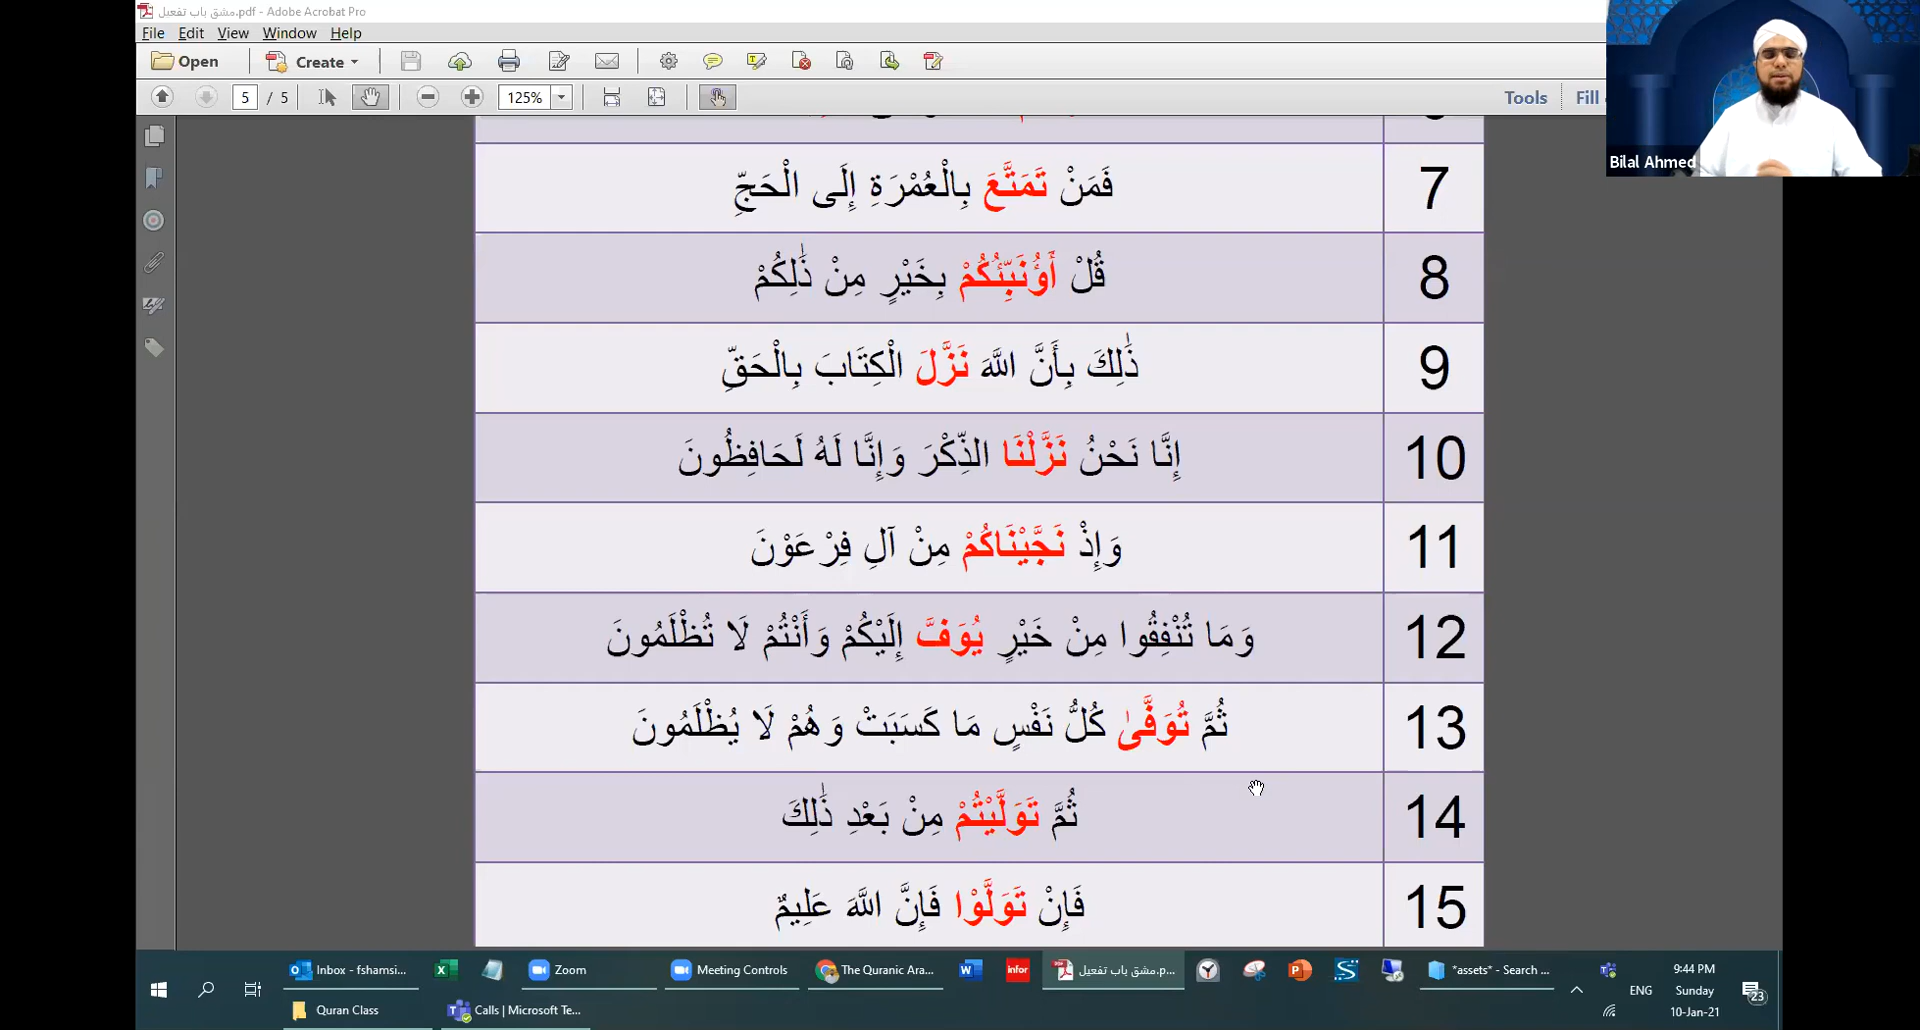 مشق باب تفعيل.pdf - Adobe Acrobat Pro
File Edit View Window Help
Open Create
5 / 5 125% Tools Fill
Bilal Ahmed
7 فَمَنْ تَمَتَّعَ بِالْعُمْرَةِ إِلَى الْحَجِّ
8 قُلْ أَؤُنَبِّئُكُمْ بِخَيْرٍ مِنْ ذَٰلِكُمْ
9 ذَٰلِكَ بِأَنَّ اللَّهَ نَزَّلَ الْكِتَابَ بِالْحَقِّ
10 إِنَّا نَحْنُ نَزَّلْنَا الذِّكْرَ وَإِنَّا لَهُ لَحَافِظُونَ
11 وَإِذْ نَجَّيْنَاكُمْ مِنْ آلِ فِرْعَوْنَ
12 وَمَا تُنْفِقُوا مِنْ خَيْرٍ يُوَفَّ إِلَيْكُمْ وَأَنْتُمْ لَا تُظْلَمُونَ
13 ثُمَّ تُوَفَّىٰ كُلُّ نَفْسٍ مَا كَسَبَتْ وَهُمْ لَا يُظْلَمُونَ
14 ثُمَّ تَوَلَّيْتُمْ مِنْ بَعْدِ ذَٰلِكَ
15 فَإِنْ تَوَلَّوْا فَإِنَّ اللَّهَ عَلِيمٌ
Inbox - fshamsi... Zoom Meeting Controls The Quranic Ara... infor مشق باب تفعيل.p... *assets* - Search ... 9:44 PM
ENG Sunday 23
Quran Class Calls | Microsoft Te... 10-Jan-21